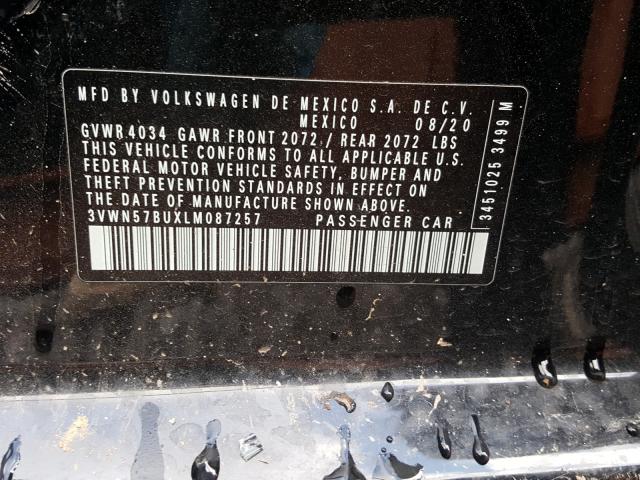 MFD BY VOLKSWAGEN DE MEXICO S.A. DE C.V.
MEXICO 08/20
GVWR 4034 GAWR FRONT 2072 / REAR 2072 LBS
THIS VEHICLE CONFORMS TO ALL APPLICABLE U.S.
FEDERAL MOTOR VEHICLE SAFETY, BUMPER AND
THEFT PREVENTION STANDARDS IN EFFECT ON
THE DATE OF MANUFACTURE SHOWN ABOVE.
3VWN57BUXLM087257 PASSENGER CAR
3451025 3499 M